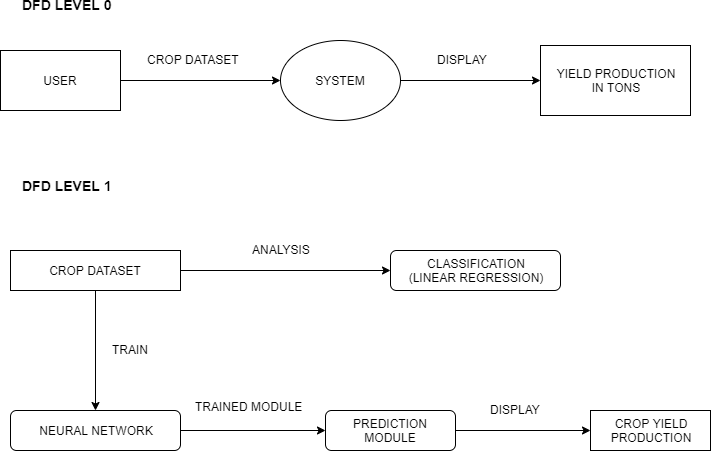 DFD LEVEL 0
CROP DATASET
DISPLAY
USER
SYSTEM
YIELD PRODUCTION
IN TONS
DFD LEVEL 1
ANALYSIS
CROP DATASET
CLASSIFICATION
(LINEAR REGRESSION)
TRAIN
TRAINED MODULE
DISPLAY
NEURAL NETWORK
PREDICTION
MODULE
CROP YIELD
PRODUCTION